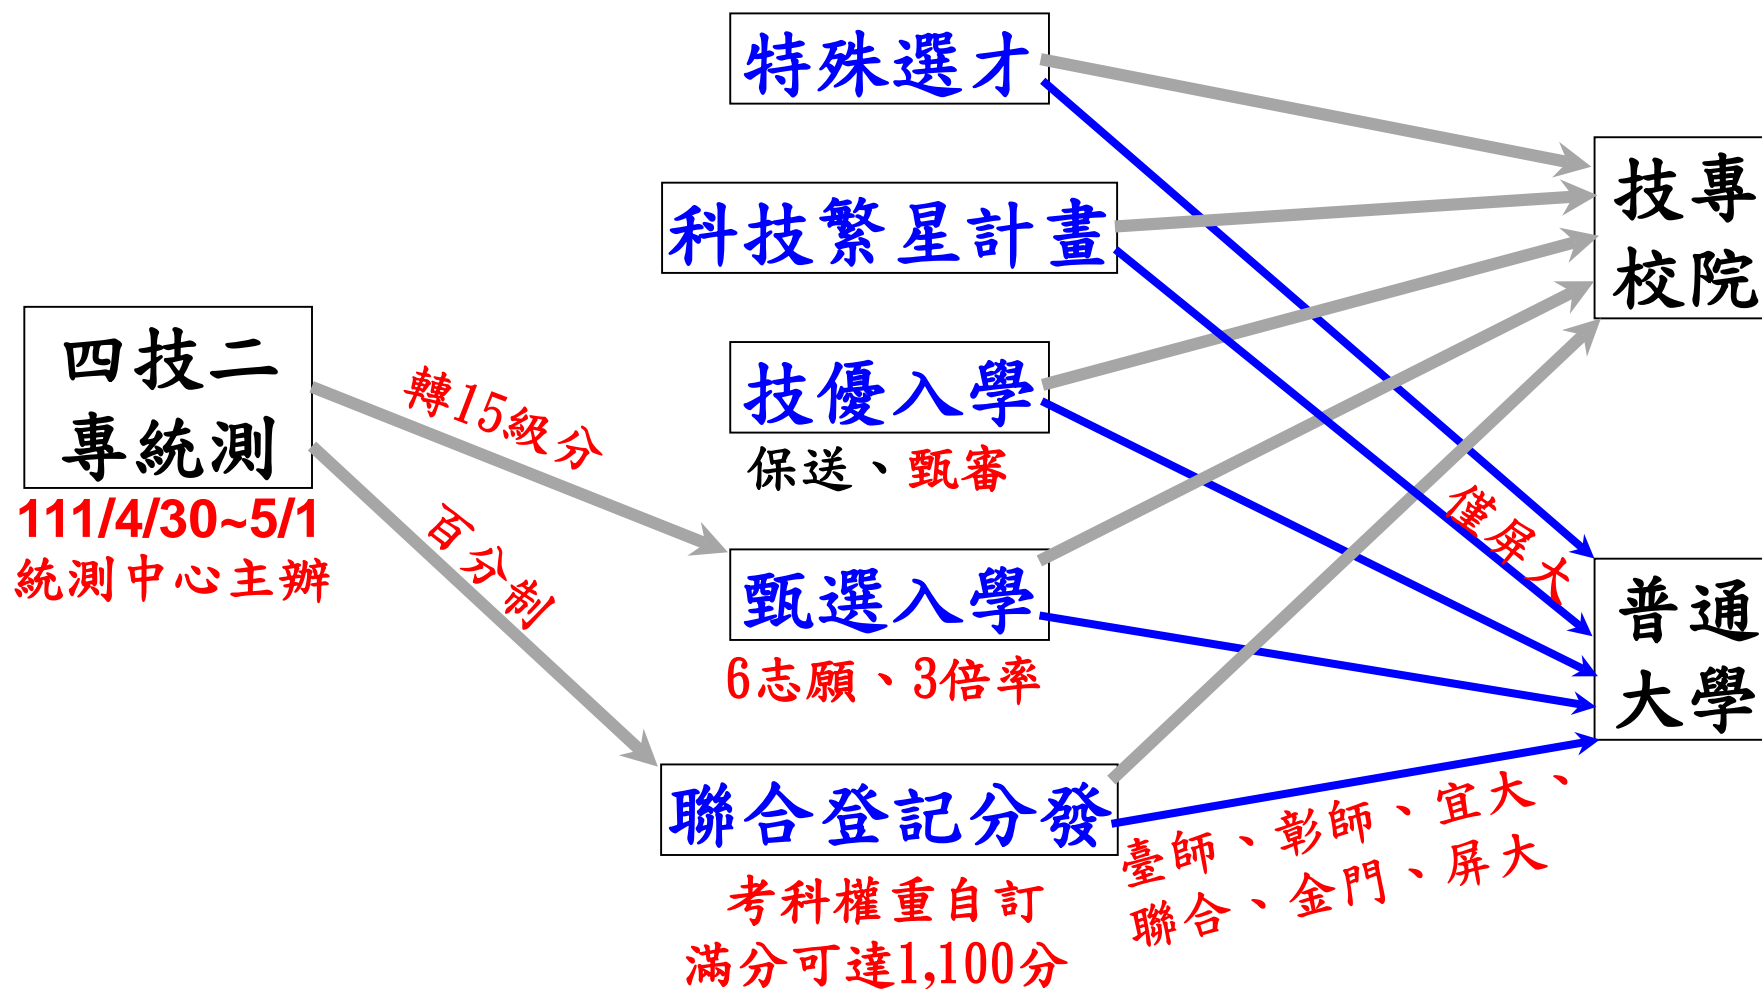 四技二
專統測
111/4/30~5/1
統測中心主辦
轉15級分
百分制
特殊選才
科技繁星計畫
技優入學
保送、甄審
甄選入學
6志願、3倍率
聯合登記分發
考科權重自訂
滿分可達1,100分
技專
校院
僅屏大
普通
大學
臺師、彰師、宜大、
聯合、金門、屏大